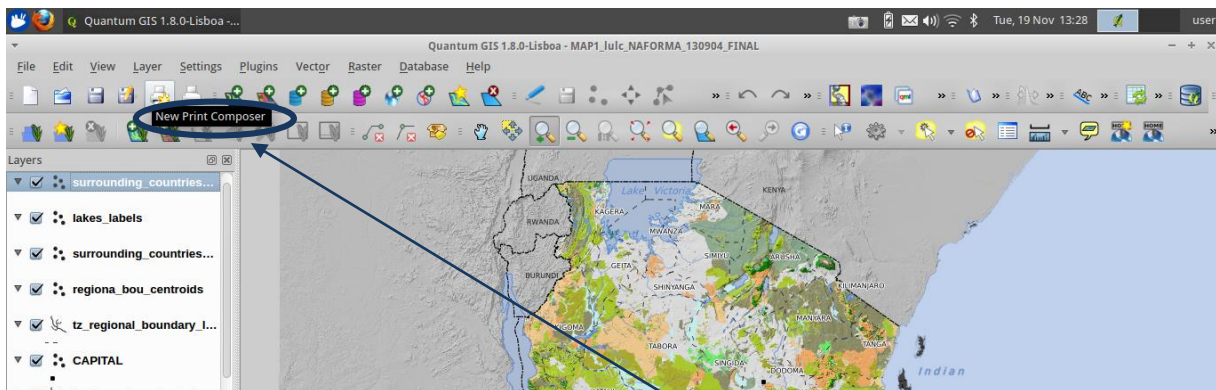 Quantum GIS 1.8.0-Lisboa -...
Tue, 19 Nov 13:28
user
Quantum GIS 1.8.0-Lisboa - MAP1_lulc_NAFORMA_130904_FINAL
File Edit View Layer Settings Plugins Vector Raster Database Help
New Print Composer
Layers
surrounding_countries...
lakes_labels
surrounding_countries...
regiona_bou_centroids
tz_regional_boundary_l...
CAPITAL
UGANDA
Lake Victoria
KENYA
KAGERA
MARA
RWANDA
MWANZA
SIMIYU
ARUSHA
BURUNDI
GEITA
SHINYANGA
KILIMANJARO
MANYARA
KIGOMA
TABORA
TANGA
SINGIDA
DODOMA
Indian